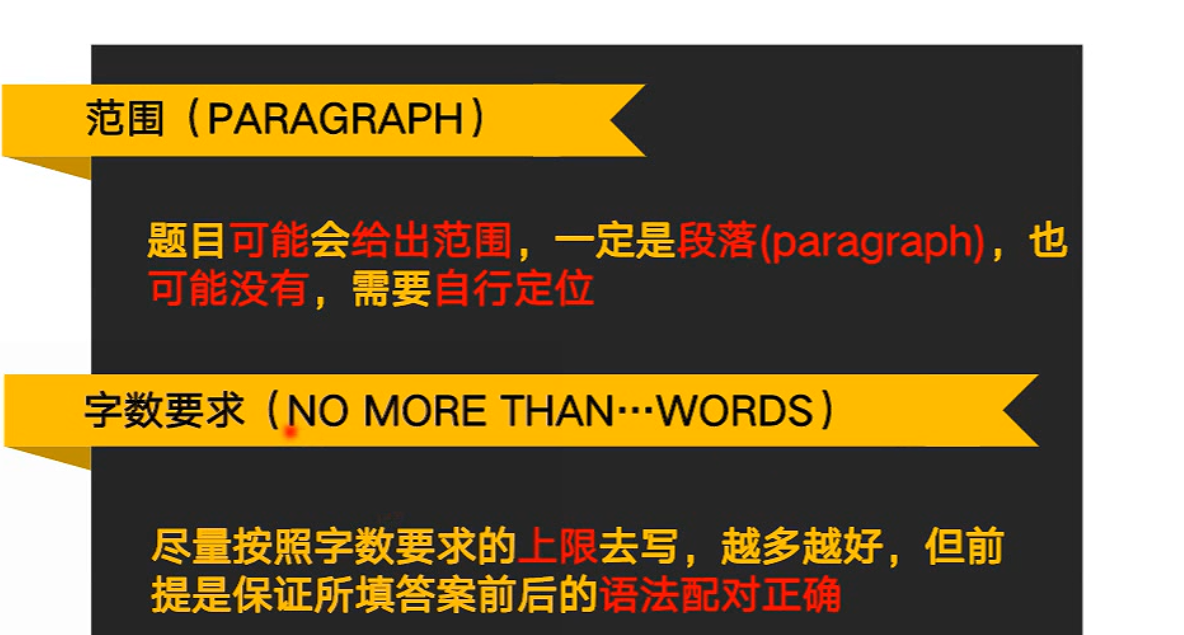 范围（PARAGRAPH）
题目可能会给出范围，一定是段落(paragraph)，也
可能没有，需要自行定位
字数要求（NO MORE THAN…WORDS）
尽量按照字数要求的上限去写，越多越好，但前
提是保证所填答案前后的语法配对正确